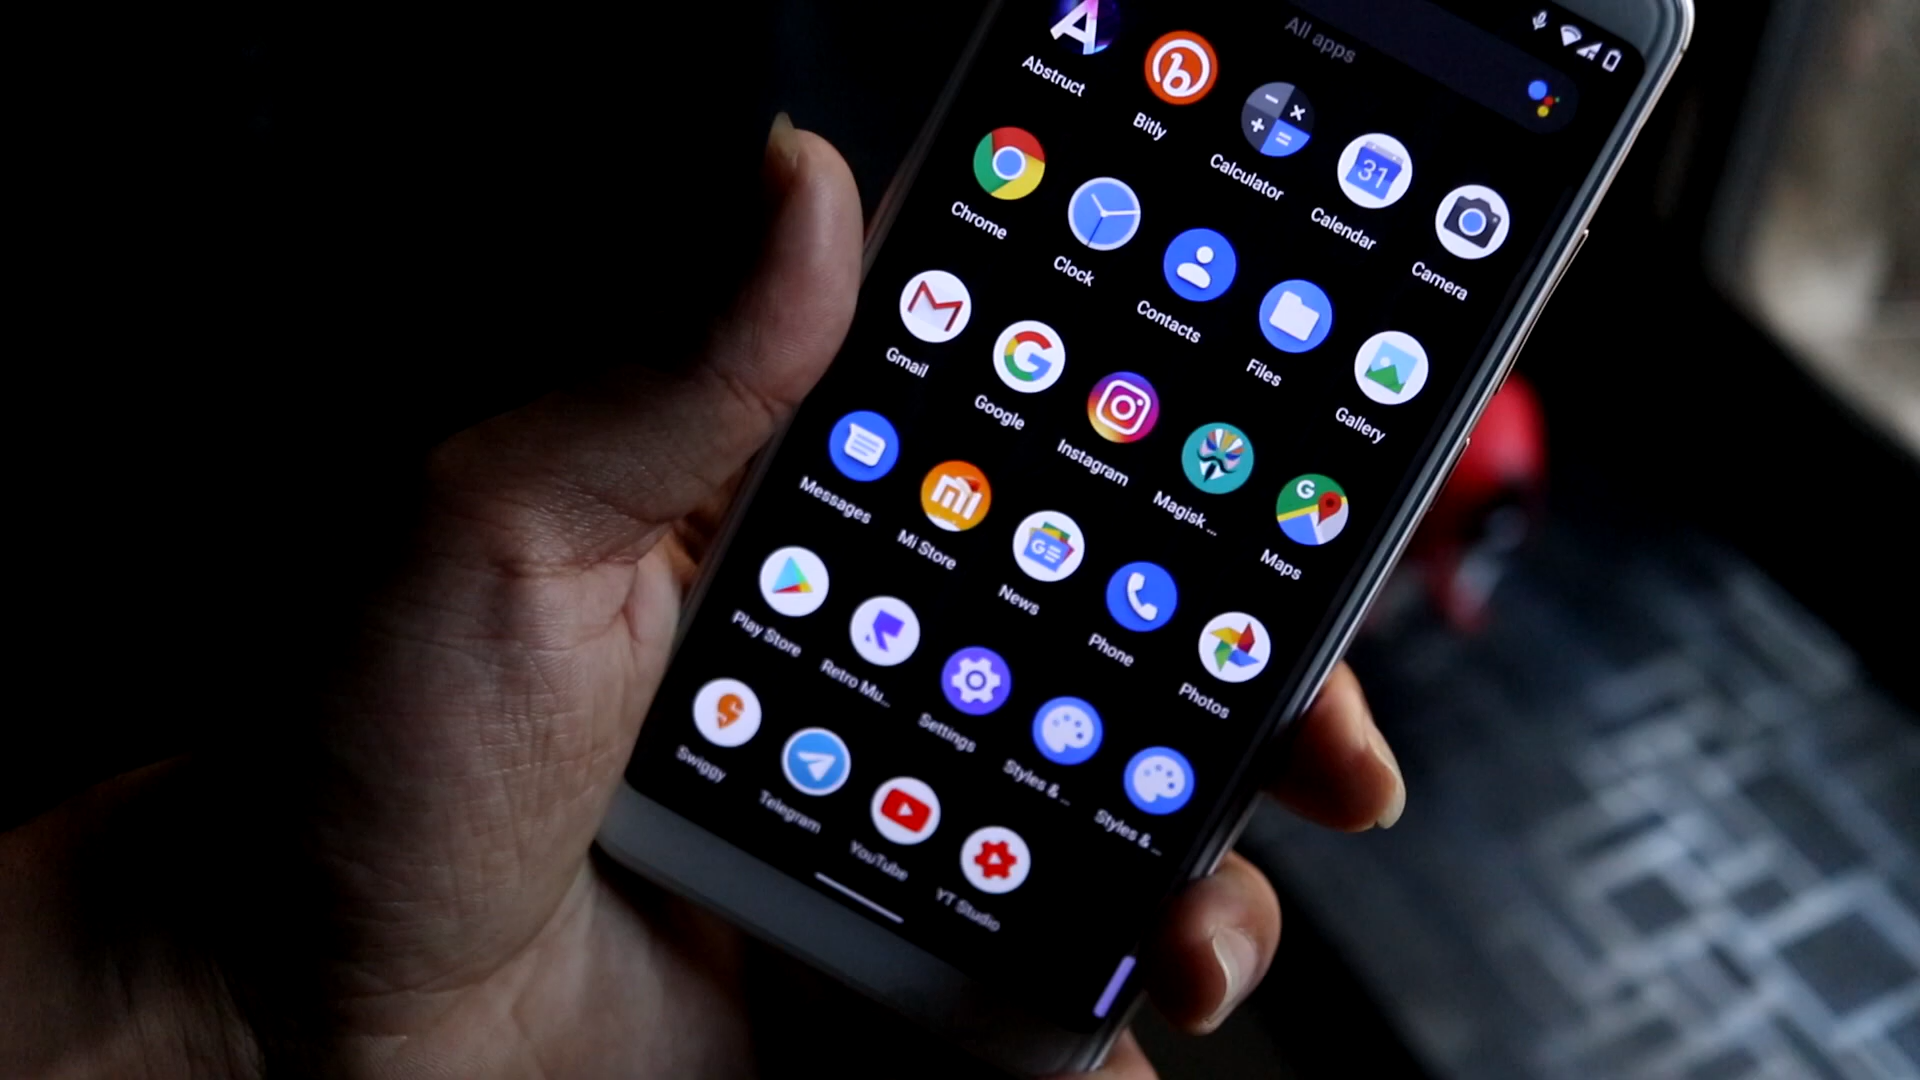 All apps
Abstruct
Bitly
Calculator
31
Calendar
Camera
Chrome
Clock
Contacts
Files
Gallery
Gmail
Google
Instagram
Magisk...
Maps
Messages
Mi Store
News
Phone
Photos
Play Store
Retro Mu...
Settings
Styles & ...
Styles & ...
Swiggy
Telegram
YouTube
YT Studio